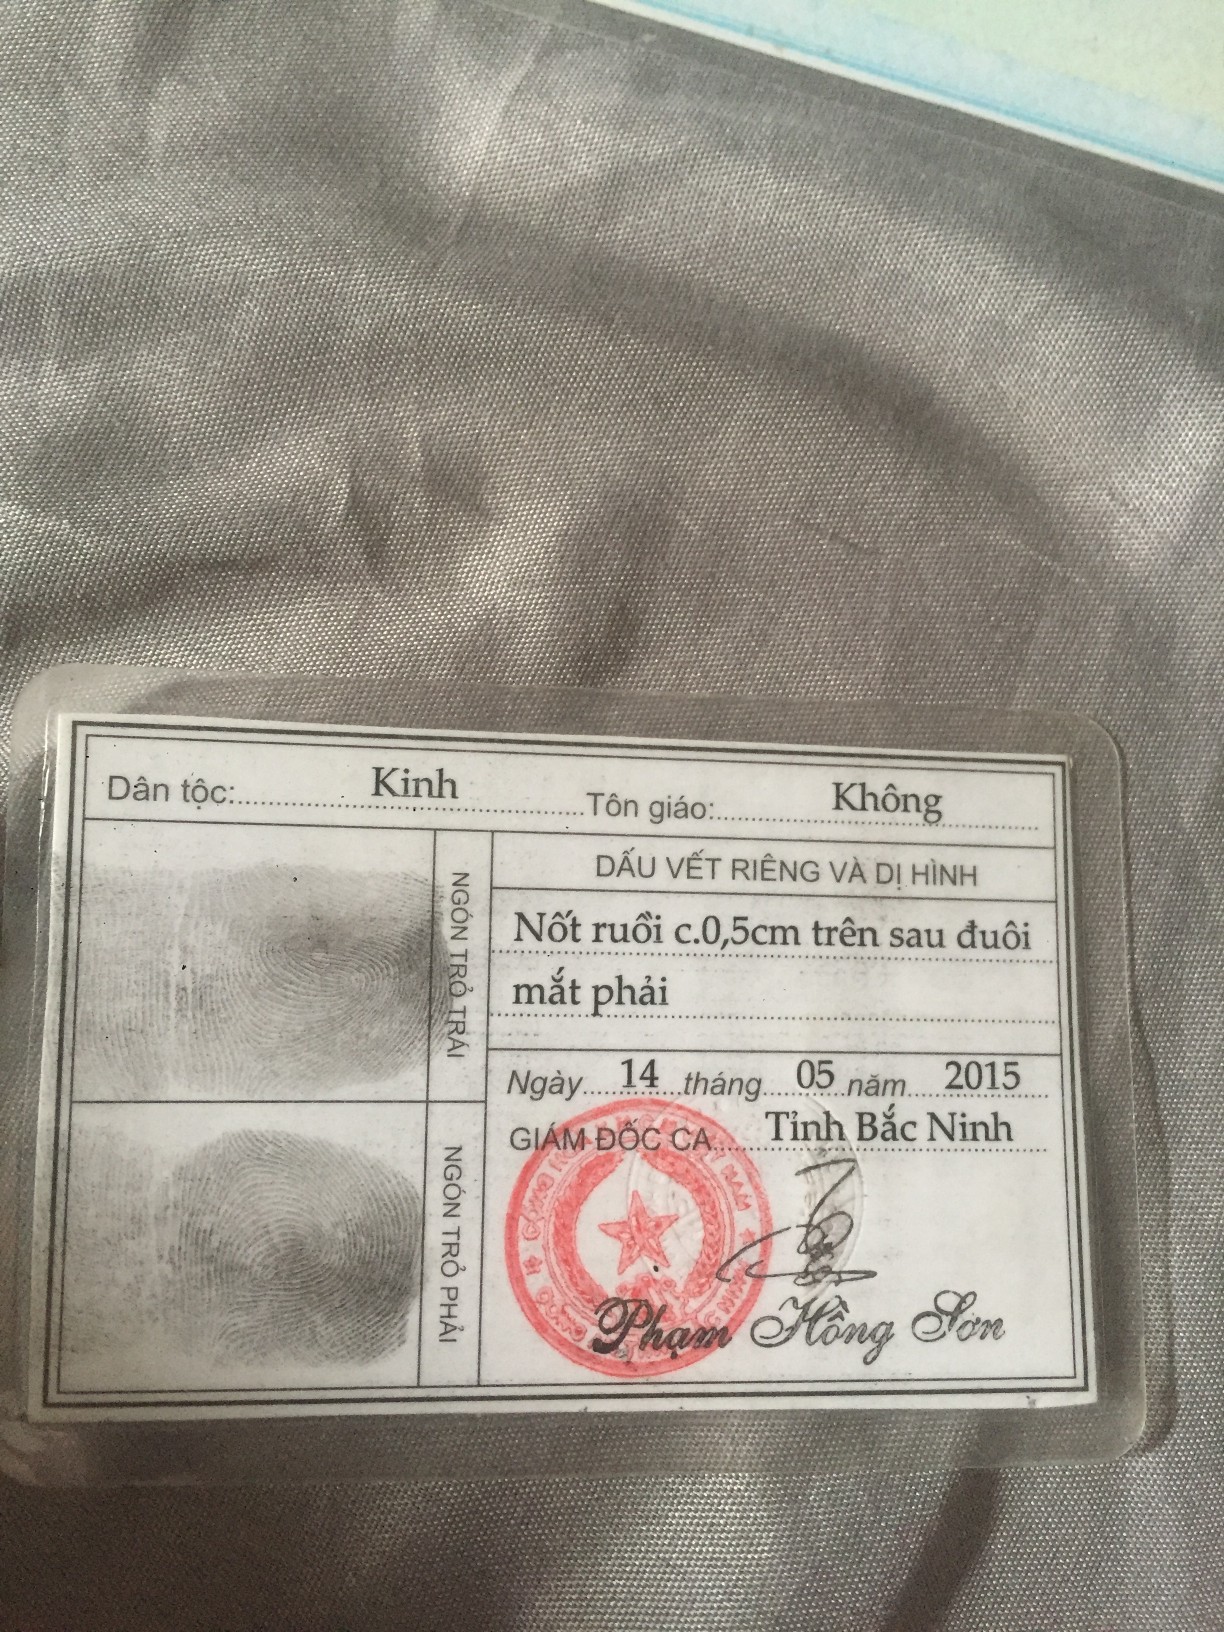 Dân tộc:..........Kinh..........Tôn giáo:..........Không..........
NGÓN TRỎ TRÁI
DẤU VẾT RIÊNG VÀ DỊ HÌNH
Nốt ruồi c.0,5cm trên sau đuôi
mắt phải
Ngày....14...tháng....05...năm....2015....
GIÁM ĐỐC CA....Tỉnh Bắc Ninh
NGÓN TRỎ PHẢI
Phạm Hồng Sơn